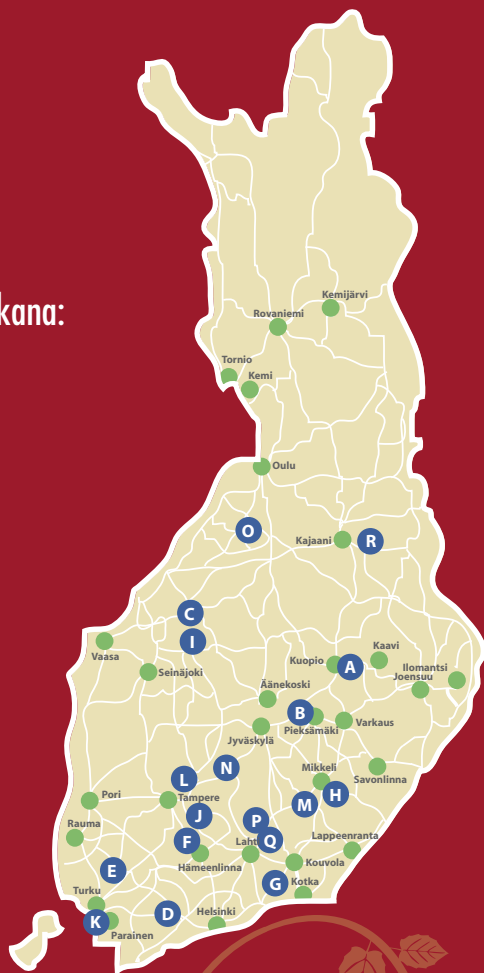 kana:
Kemijärvi
Rovaniemi
Tornio
Kemi
Oulu
O
Kajaani
R
C
I
Vaasa
Seinäjoki
Kuopio
A
Kaavi
Ilomantsi
Joensuu
Äänekoski
B
Pieksämäki
Varkaus
Jyväskylä
N
L
Mikkeli
Savonlinna
H
M
Pori
Tampere
J
P
Rauma
F
Q
Lappeenranta
Hämeenlinna
Kouvola
E
G
Kotka
Turku
K
D
Helsinki
Parainen